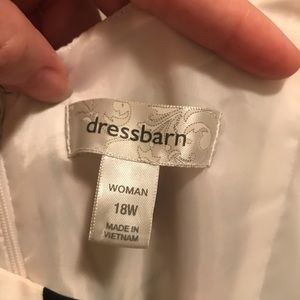 dressbarn
WOMAN
18W
MADE IN
VIETNAM